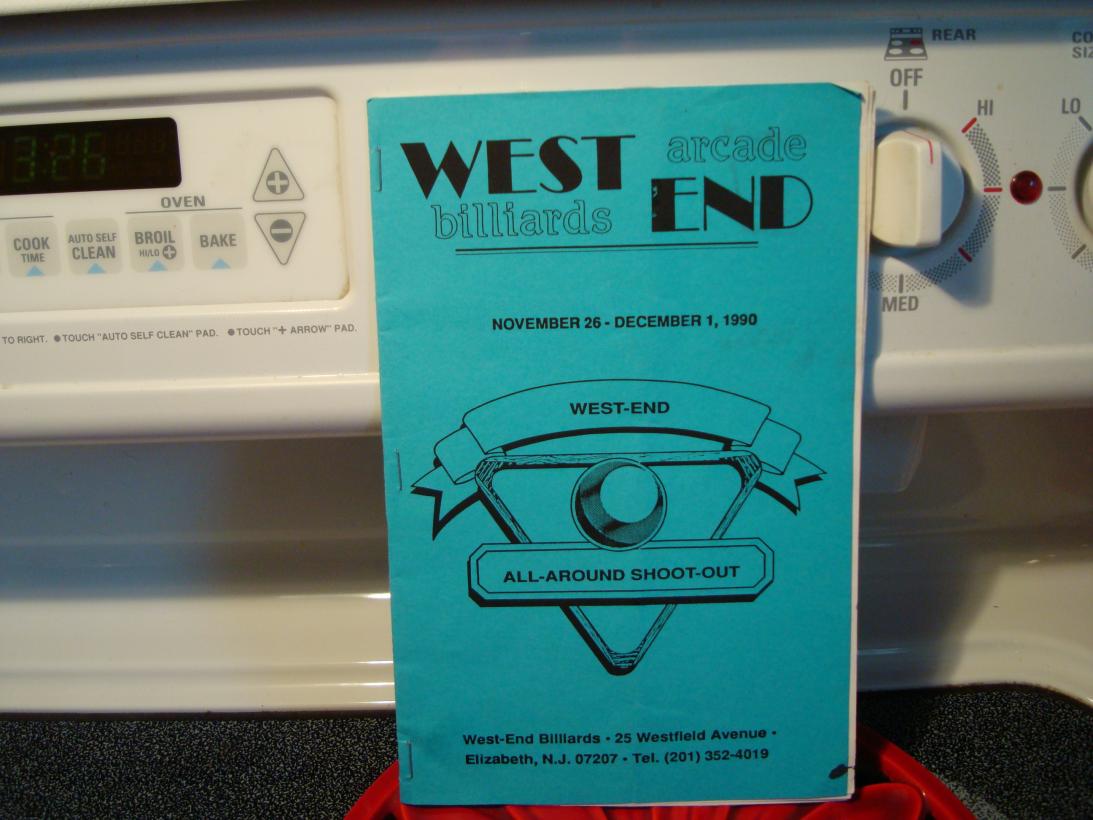 WEST arcade
billiards END
NOVEMBER 26 - DECEMBER 1, 1990
WEST-END
ALL-AROUND SHOOT-OUT
West-End Billiards • 25 Westfield Avenue •
Elizabeth, N.J. 07207 • Tel. (201) 352-4019
3:26
OVEN
COOK TIME
AUTO SELF CLEAN
BROIL HI/LO +
BAKE
TO RIGHT. •TOUCH "AUTO SELF CLEAN" PAD. •TOUCH "+ ARROW" PAD.
REAR
OFF
HI
LO
MED